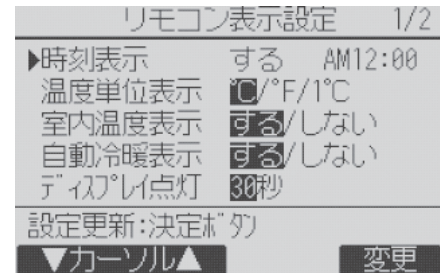 リモコン表示設定 1/2
▶時刻表示 する AM12:00
温度単位表示 ℃/°F/1℃
室内温度表示 する/しない
自動冷暖表示 する/しない
ディスプレイ点灯 30秒
設定更新:決定ボタン
▼カーソル▲ 変更